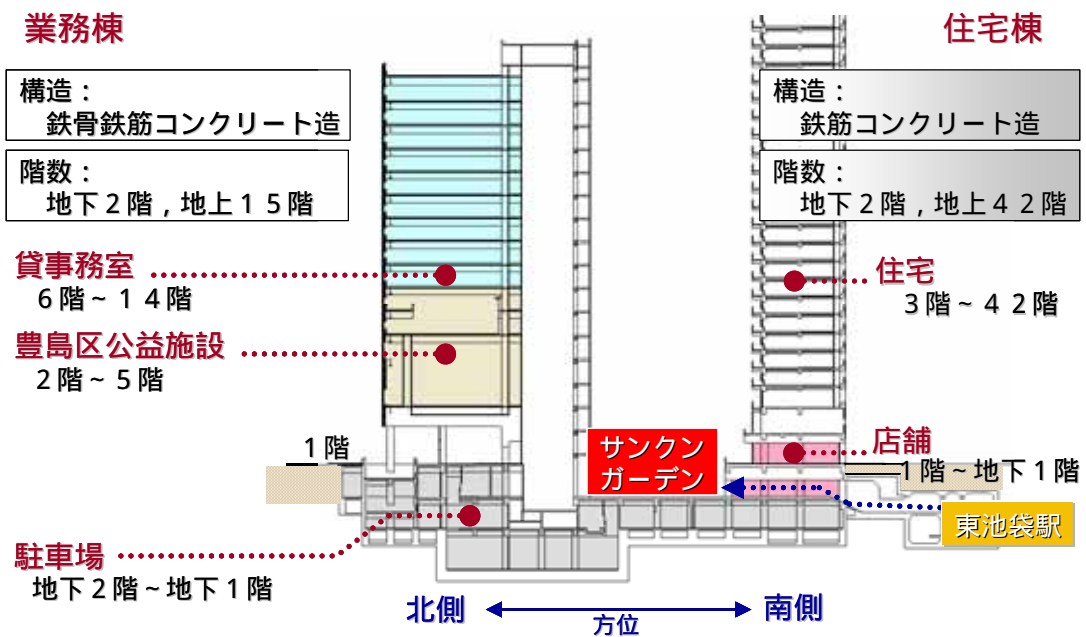 業務棟
構造：
鉄骨鉄筋コンクリート造
階数：
地下２階，地上１５階
貸事務室
６階～１４階
豊島区公益施設
２階～５階
1階
駐車場
地下２階～地下１階
住宅棟
構造：
鉄筋コンクリート造
階数：
地下２階，地上４２階
住宅
３階～４２階
店舗
１階～地下１階
サンクン
ガーデン
東池袋駅
北側
方位
南側